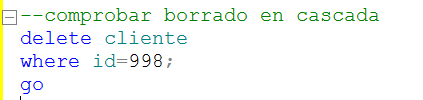 --comprobar borrado en cascada
delete cliente
where id=998;
go